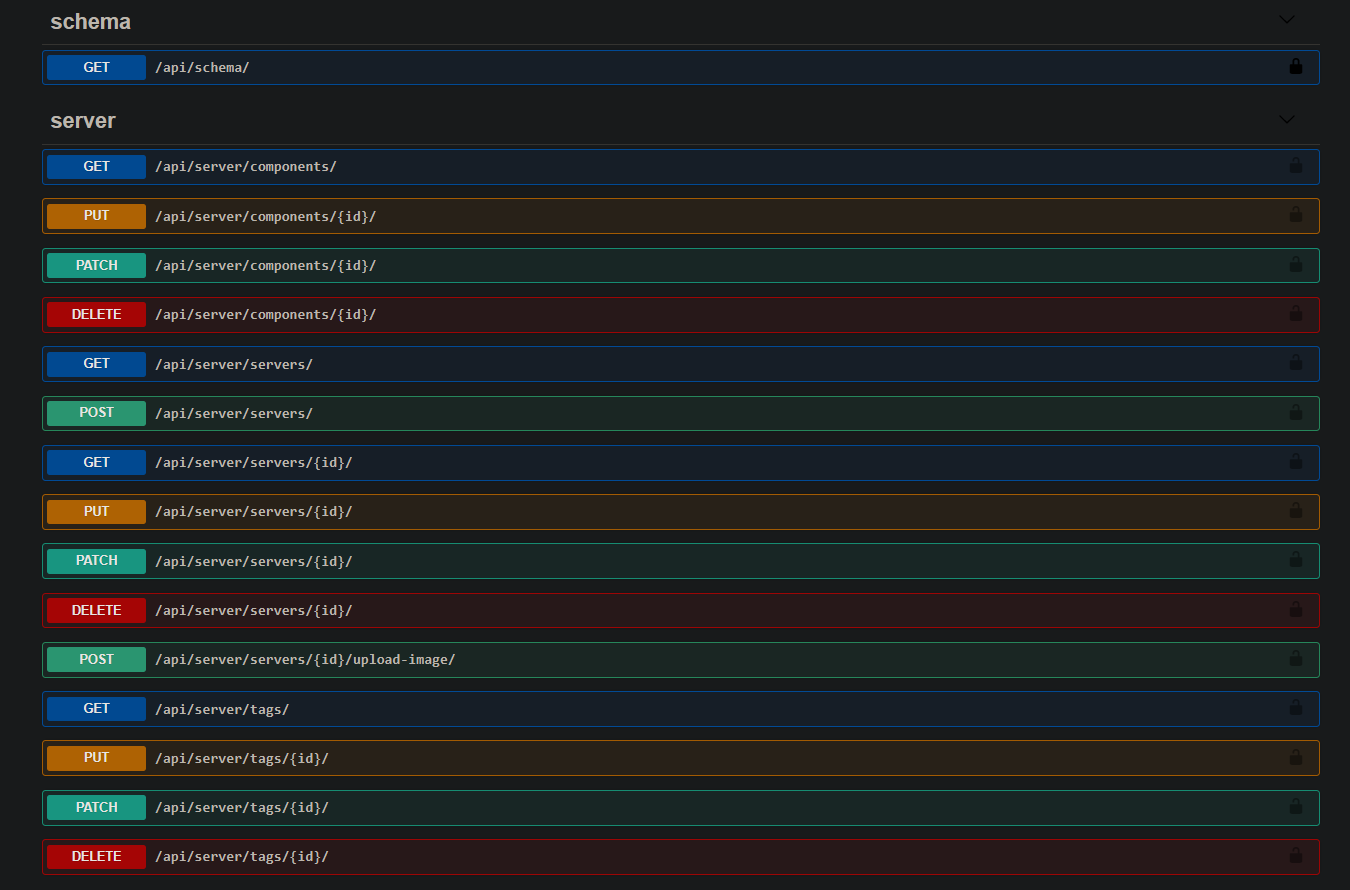 schema
GET /api/schema/
server
GET /api/server/components/
PUT /api/server/components/{id}/
PATCH /api/server/components/{id}/
DELETE /api/server/components/{id}/
GET /api/server/servers/
POST /api/server/servers/
GET /api/server/servers/{id}/
PUT /api/server/servers/{id}/
PATCH /api/server/servers/{id}/
DELETE /api/server/servers/{id}/
POST /api/server/servers/{id}/upload-image/
GET /api/server/tags/
PUT /api/server/tags/{id}/
PATCH /api/server/tags/{id}/
DELETE /api/server/tags/{id}/